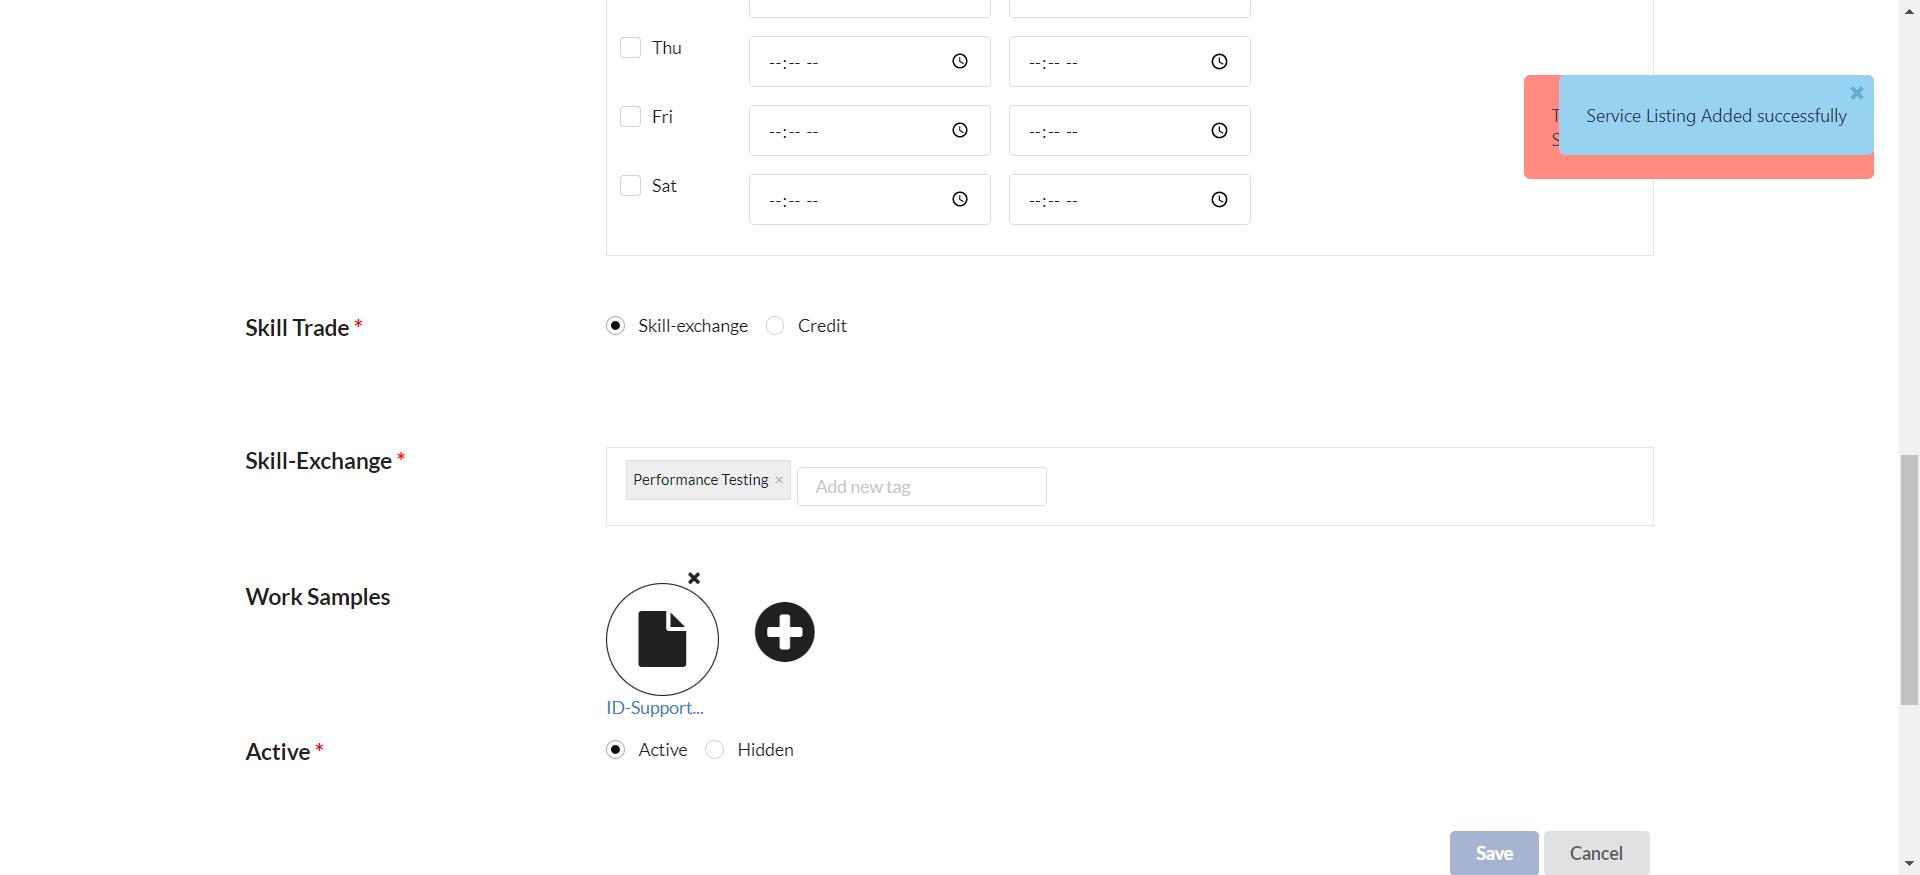 Thu --:-- -- --:-- --
Fri --:-- -- --:-- --
Service Listing Added successfully
Sat --:-- -- --:-- --
Skill Trade * Skill-exchange Credit
Skill-Exchange * Performance Testing × Add new tag
Work Samples
ID-Support...
Active * Active Hidden
Save Cancel